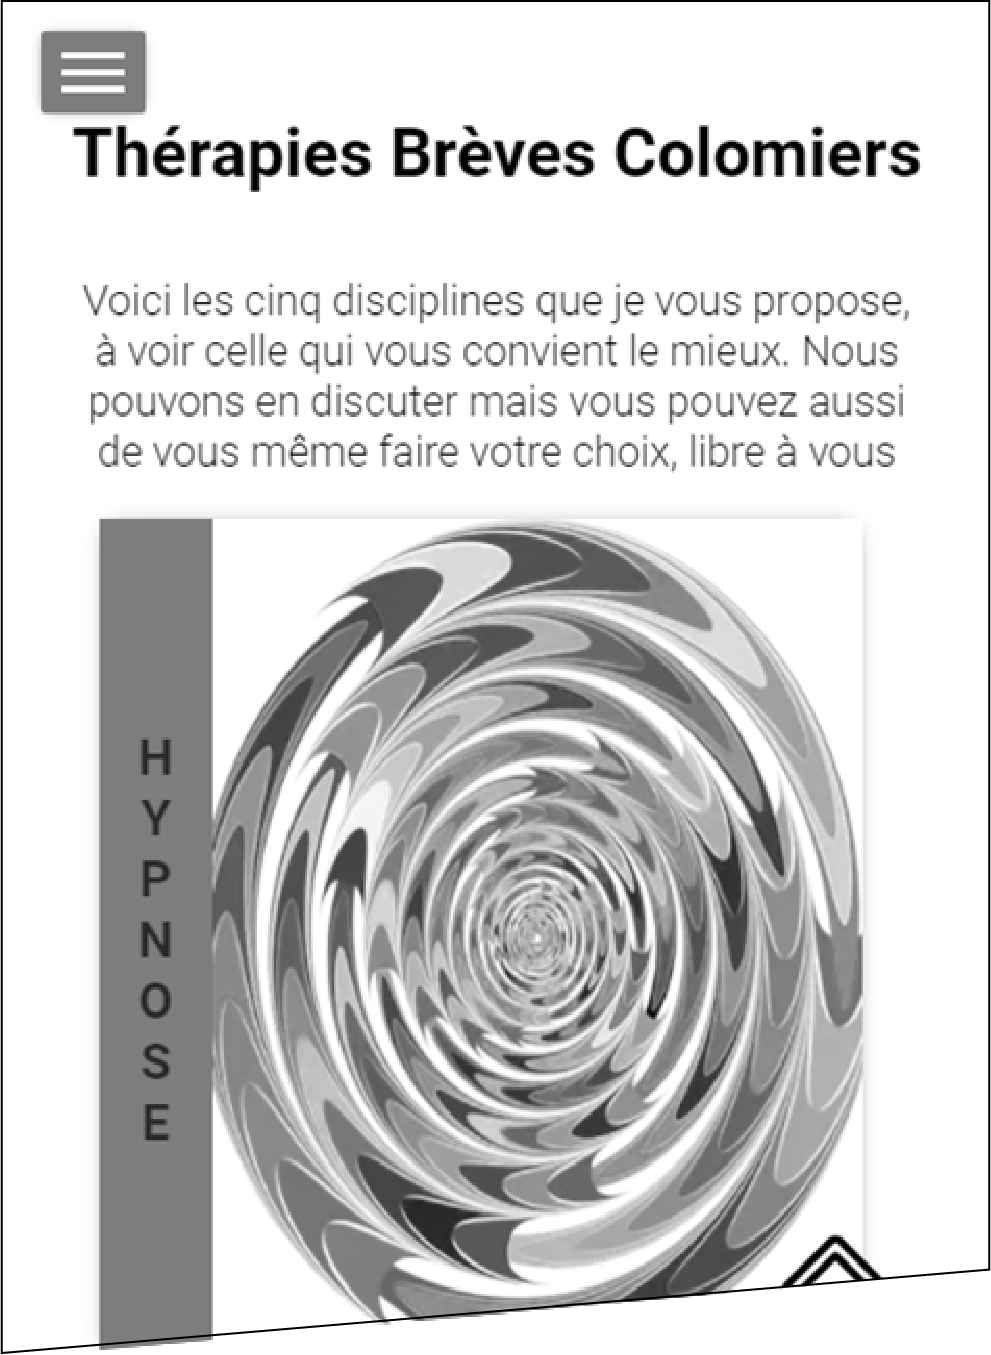 Thérapies Brèves Colomiers
Voici les cinq disciplines que je vous propose,
à voir celle qui vous convient le mieux. Nous
pouvons en discuter mais vous pouvez aussi
de vous même faire votre choix, libre à vous
HYPNOSE